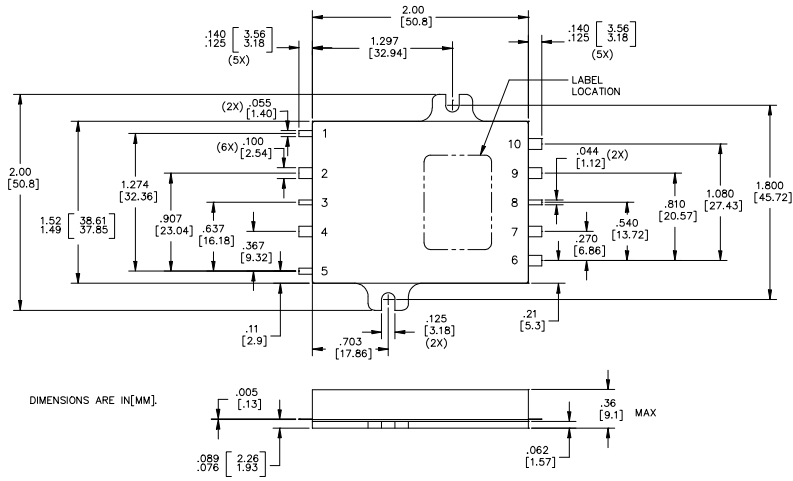 2.00
[50.8]
.140 [ 3.56
.125 [ 3.18 ]
(5X)
1.297
[32.94]
.140 [ 3.56
.125 [ 3.18 ]
(5X)
LABEL
LOCATION
(2X) .055
[1.40]
(6X) .100
[2.54]
.044 (2X)
[1.12]
1
2
3
4
5
10
9
8
7
6
2.00
[50.8]
1.52 [ 38.61
1.49 [ 37.85 ]
1.274
[32.36]
.907
[23.04]
.637
[16.18]
.367
[9.32]
.270
[6.86]
.540
[13.72]
.810
[20.57]
1.080
[27.43]
1.800
[45.72]
.11
[2.9]
.703
[17.86]
.125
[3.18]
(2X)
.21
[5.3]
DIMENSIONS ARE IN[MM].
.005
[.13]
.36
[9.1] MAX
.089 [ 2.26
.076 [ 1.93 ]
.062
[1.57]